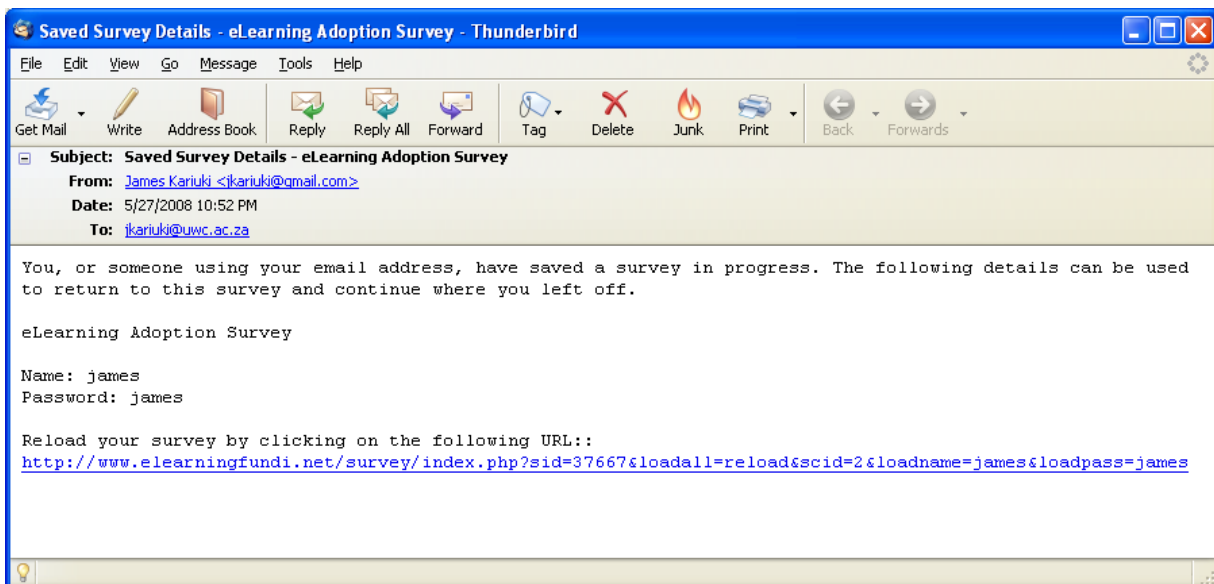 Saved Survey Details - eLearning Adoption Survey - Thunderbird
File Edit View Go Message Tools Help
Get Mail Write Address Book Reply Reply All Forward Tag Delete Junk Print Back Forwards
Subject: Saved Survey Details - eLearning Adoption Survey
From: James Kariuki <jkariuki@gmail.com>
Date: 5/27/2008 10:52 PM
To: jkariuki@uwc.ac.za
You, or someone using your email address, have saved a survey in progress. The following details can be used
to return to this survey and continue where you left off.
eLearning Adoption Survey
Name: james
Password: james
Reload your survey by clicking on the following URL::
http://www.elearningfundi.net/survey/index.php?sid=37667&loadall=reload&scid=2&loadname=james&loadpass=james